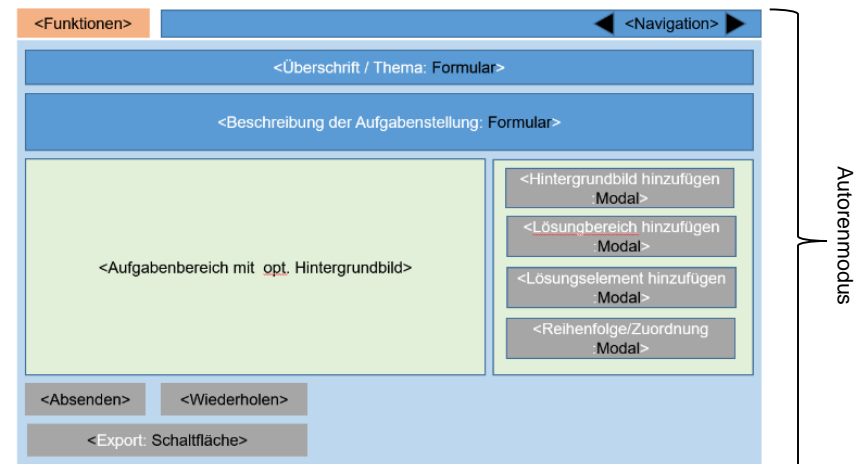 <Funktionen>
<Navigation>
<Überschrift / Thema: Formular>
<Beschreibung der Aufgabenstellung: Formular>
<Aufgabenbereich mit opt. Hintergrundbild>
<Hintergrundbild hinzufügen
:Modal>
<Lösungbereich hinzufügen
:Modal>
<Lösungselement hinzufügen
:Modal>
<Reihenfolge/Zuordnung
:Modal>
<Absenden>
<Wiederholen>
<Export: Schaltfläche>
Autorenmodus